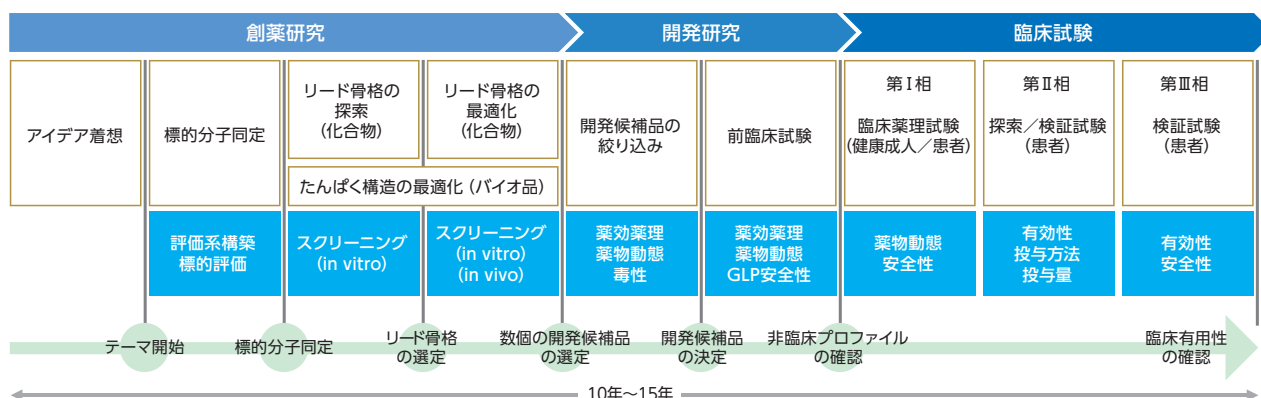 創薬研究
開発研究
臨床試験
アイデア着想
標的分子同定
リード骨格の
探索
(化合物)
リード骨格の
最適化
(化合物)
たんぱく構造の最適化(バイオ品)
開発候補品の
絞り込み
前臨床試験
第Ⅰ相
臨床薬理試験
(健康成人/患者)
第Ⅱ相
探索/検証試験
(患者)
第Ⅲ相
検証試験
(患者)
評価系構築
標的評価
スクリーニング
(in vitro)
スクリーニング
(in vitro)
(in vivo)
薬効薬理
薬物動態
毒性
薬効薬理
薬物動態
GLP安全性
薬物動態
安全性
有効性
投与方法
投与量
有効性
安全性
テーマ開始
標的分子同定
リード骨格
の選定
数個の開発候補品
の選定
開発候補品
の決定
非臨床プロファイル
の確認
臨床有用性
の確認
10年~15年